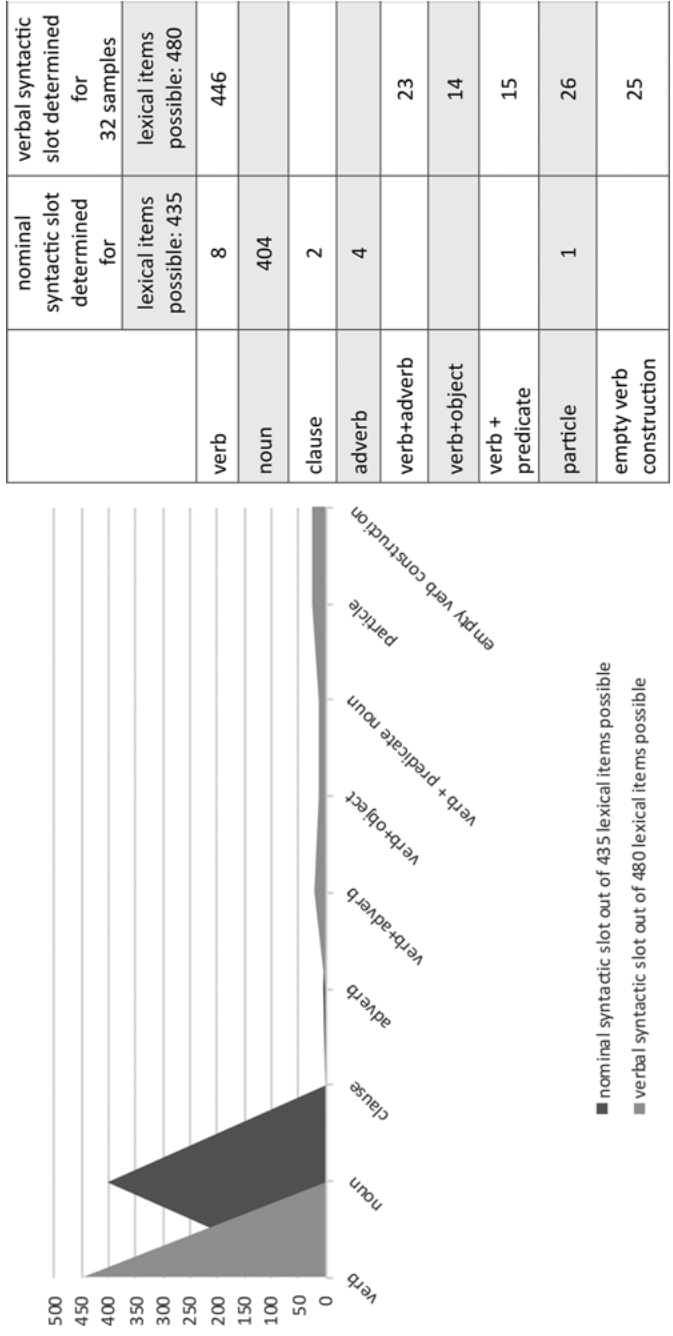 500
450
400
350
300
250
200
150
100
50
0
verb
noun
clause
adverb
verb+adverb
verb+object
verb+ predicate noun
particle
empty verb construction
nominal syntactic slot out of 435 lexical items possible
verbal syntactic slot out of 480 lexical items possible
nominal
syntactic slot
determined
for
verbal syntactic
slot determined
for
32 samples
lexical items
possible: 435
lexical items
possible: 480
verb 8 446
noun 404
clause 2
adverb 4
verb+adverb 23
verb+object 14
verb +
predicate 15
particle 1 26
empty verb
construction 25